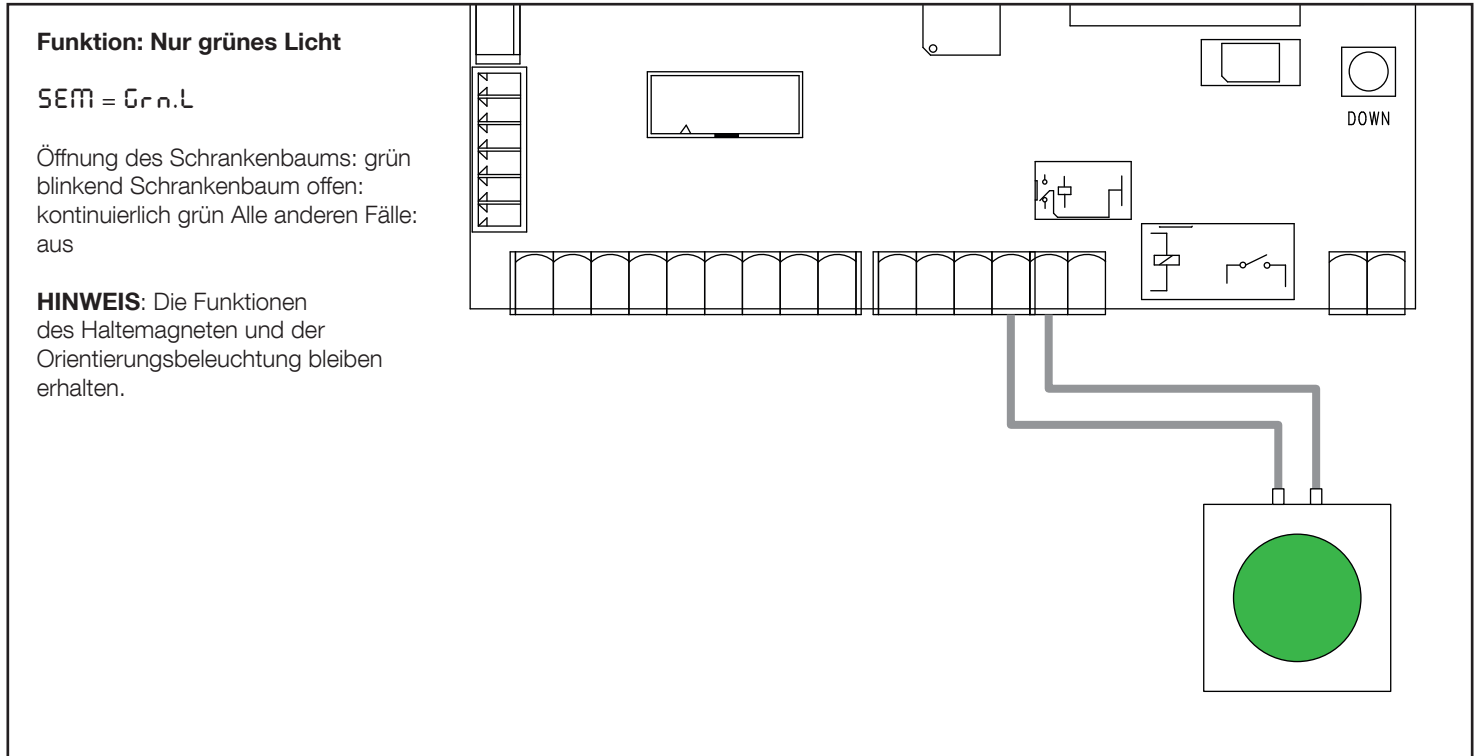 Funktion: Nur grünes Licht
SEM = Grn.L
Öffnung des Schrankenbaums: grün
blinkend Schrankenbaum offen:
kontinuierlich grün Alle anderen Fälle:
aus
HINWEIS: Die Funktionen
des Haltemagneten und der
Orientierungsbeleuchtung bleiben
erhalten.
DOWN